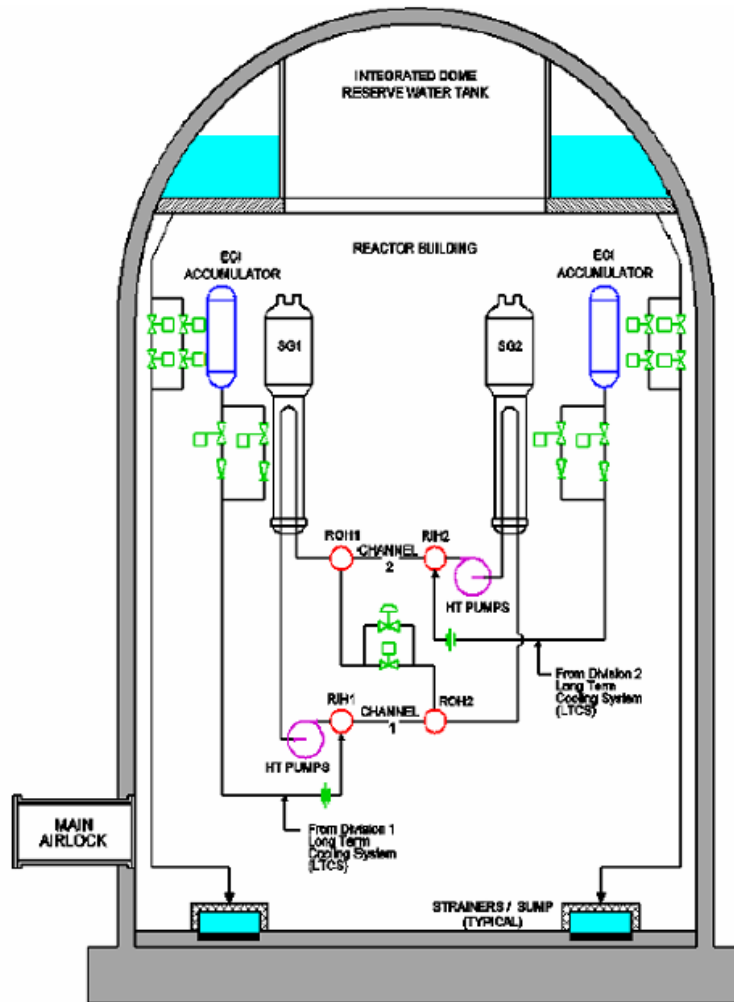 INTEGRATED DOME
RESERVE WATER TANK
REACTOR BUILDING
ECI
ACCUMULATOR
ECI
ACCUMULATOR
SG1
SG2
ROH1
CHANNEL
2
RIH2
HT PUMPS
RIH1
CHANNEL
1
ROH2
HT PUMPS
From Division 2
Long Term
Cooling System
(LTCS)
MAIN
AIRLOCK
From Division 1
Long Term
Cooling System
(LTCS)
STRAINERS / SUMP
(TYPICAL)